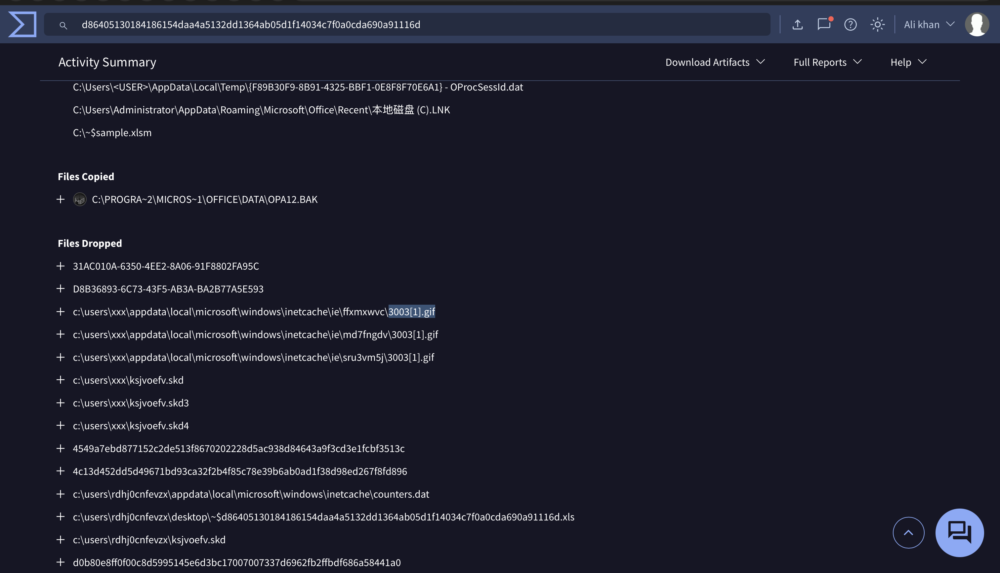 d86405130184186154daa4a5132dd1364ab05d1f14034c7f0a0cda690a91116d
Ali khan
Activity Summary
Download Artifacts
Full Reports
Help
C:\Users\<USER>\AppData\Local\Temp\{F89B30F9-8B91-4325-BBF1-0E8F8F70E6A1} - OProcSessId.dat
C:\Users\Administrator\AppData\Roaming\Microsoft\Office\Recent\本地磁盘 (C).LNK
C:\~$sample.xlsm
Files Copied
C:\PROGRA~2\MICROS~1\OFFICE\DATA\OPA12.BAK
Files Dropped
31AC010A-6350-4EE2-8A06-91F8802FA95C
D8B36893-6C73-43F5-AB3A-BA2B77A5E593
c:\users\xxx\appdata\local\microsoft\windows\inetcache\ie\ffxmxwvc\3003[1].gif
c:\users\xxx\appdata\local\microsoft\windows\inetcache\ie\md7fngdv\3003[1].gif
c:\users\xxx\appdata\local\microsoft\windows\inetcache\ie\sru3vm5j\3003[1].gif
c:\users\xxx\ksjvoefv.skd
c:\users\xxx\ksjvoefv.skd3
c:\users\xxx\ksjvoefv.skd4
4549a7ebd877152c2de513f8670202228d5ac938d84643a9f3cd3e1fcbf3513c
4c13d452dd5d49671bd93ca32f2b4f85c78e39b6ab0ad1f38d98ed267f8fd896
c:\users\rdhj0cnfevzx\appdata\local\microsoft\windows\inetcache\counters.dat
c:\users\rdhj0cnfevzx\desktop\~$d86405130184186154daa4a5132dd1364ab05d1f14034c7f0a0cda690a91116d.xls
c:\users\rdhj0cnfevzx\ksjvoefv.skd
d0b80e8ff0f00c8d5995145e6d3bc17007007337d6962fb2ffbdf686a58441a0